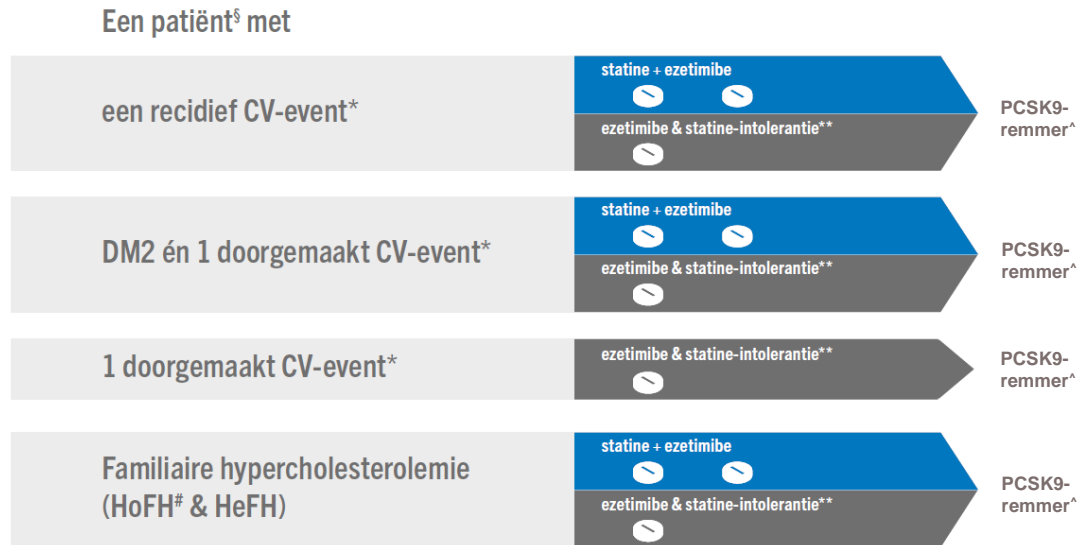 Een patiënt§ met
een recidief CV-event*
statine + ezetimibe
ezetimibe & statine-intolerantie**
PCSK9-
remmer^
DM2 én 1 doorgemaakt CV-event*
statine + ezetimibe
ezetimibe & statine-intolerantie**
PCSK9-
remmer^
1 doorgemaakt CV-event*
ezetimibe & statine-intolerantie**
PCSK9-
remmer^
Familiaire hypercholesterolemie
(HoFH# & HeFH)
statine + ezetimibe
ezetimibe & statine-intolerantie**
PCSK9-
remmer^